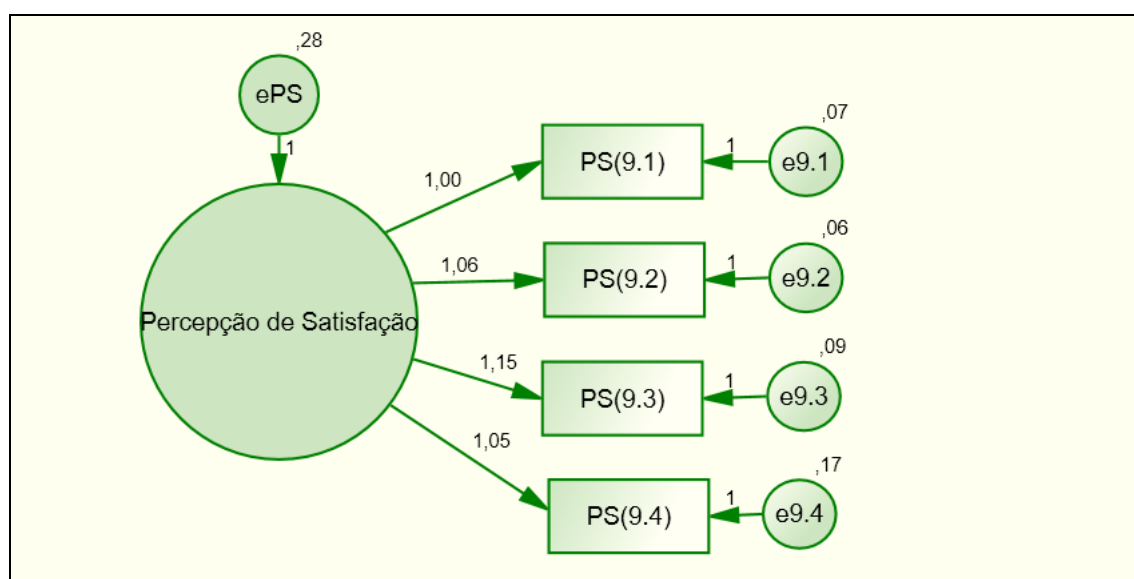 ,28
ePS
1
Percepção de Satisfação
1,00
PS(9.1)
1
,07
e9.1
1,06
PS(9.2)
1
,06
e9.2
1,15
PS(9.3)
1
,09
e9.3
1,05
PS(9.4)
1
,17
e9.4